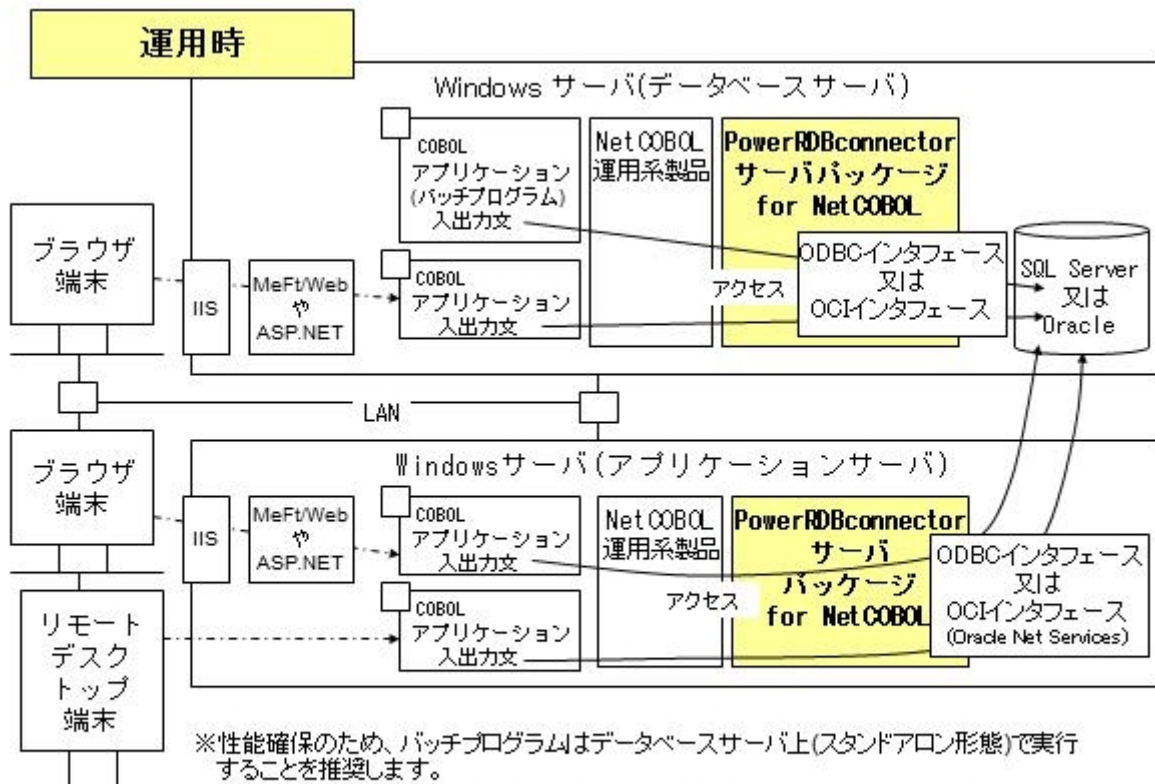 運用時
Windows サーバ(データベースサーバ)
COBOL
アプリケーション
(バッチプログラム)
入出力文
NetCOBOL
運用系製品
PowerRDBconnector
サーバパッケージ
for NetCOBOL
ブラウザ
端末
IIS
MeFt/Web
や
ASP.NET
COBOL
アプリケーション
入出力文
アクセス
ODBCインタフェース
又は
OCIインタフェース
SQL Server
又は
Oracle
LAN
Windowsサーバ(アプリケーションサーバ)
ブラウザ
端末
IIS
MeFt/Web
や
ASP.NET
COBOL
アプリケーション
入出力文
NetCOBOL
運用系製品
PowerRDBconnector
サーバ
パッケージ
for NetCOBOL
アクセス
ODBCインタフェース
又は
OCIインタフェース
(Oracle Net Services)
リモート
デスク
トップ
端末
COBOL
アプリケーション
入出力文
※性能確保のため、バッチプログラムはデータベースサーバ上(スタンドアロン形態)で実行
することを推奨します。